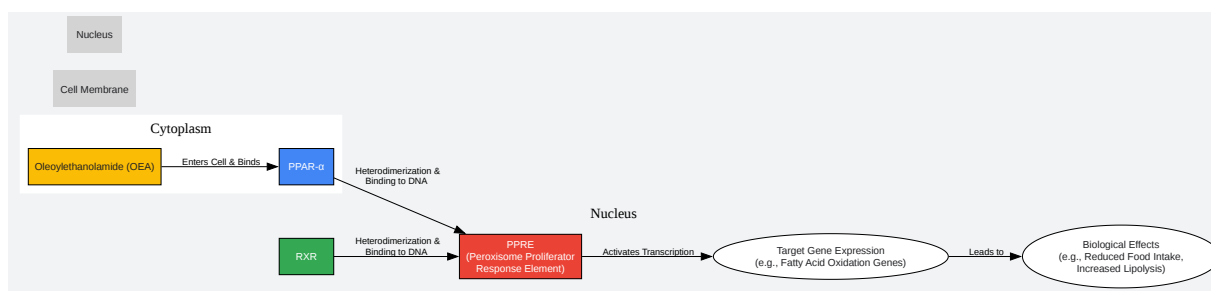 Nucleus
Cell Membrane
Cytoplasm
Oleoylethanolamide (OEA)
Enters Cell & Binds
PPAR-α
Heterodimerization &
Binding to DNA
Nucleus
RXR
Heterodimerization &
Binding to DNA
PPRE
(Peroxisome Proliferator
Response Element)
Activates Transcription
Target Gene Expression
(e.g., Fatty Acid Oxidation Genes)
Leads to
Biological Effects
(e.g., Reduced Food Intake,
Increased Lipolysis)